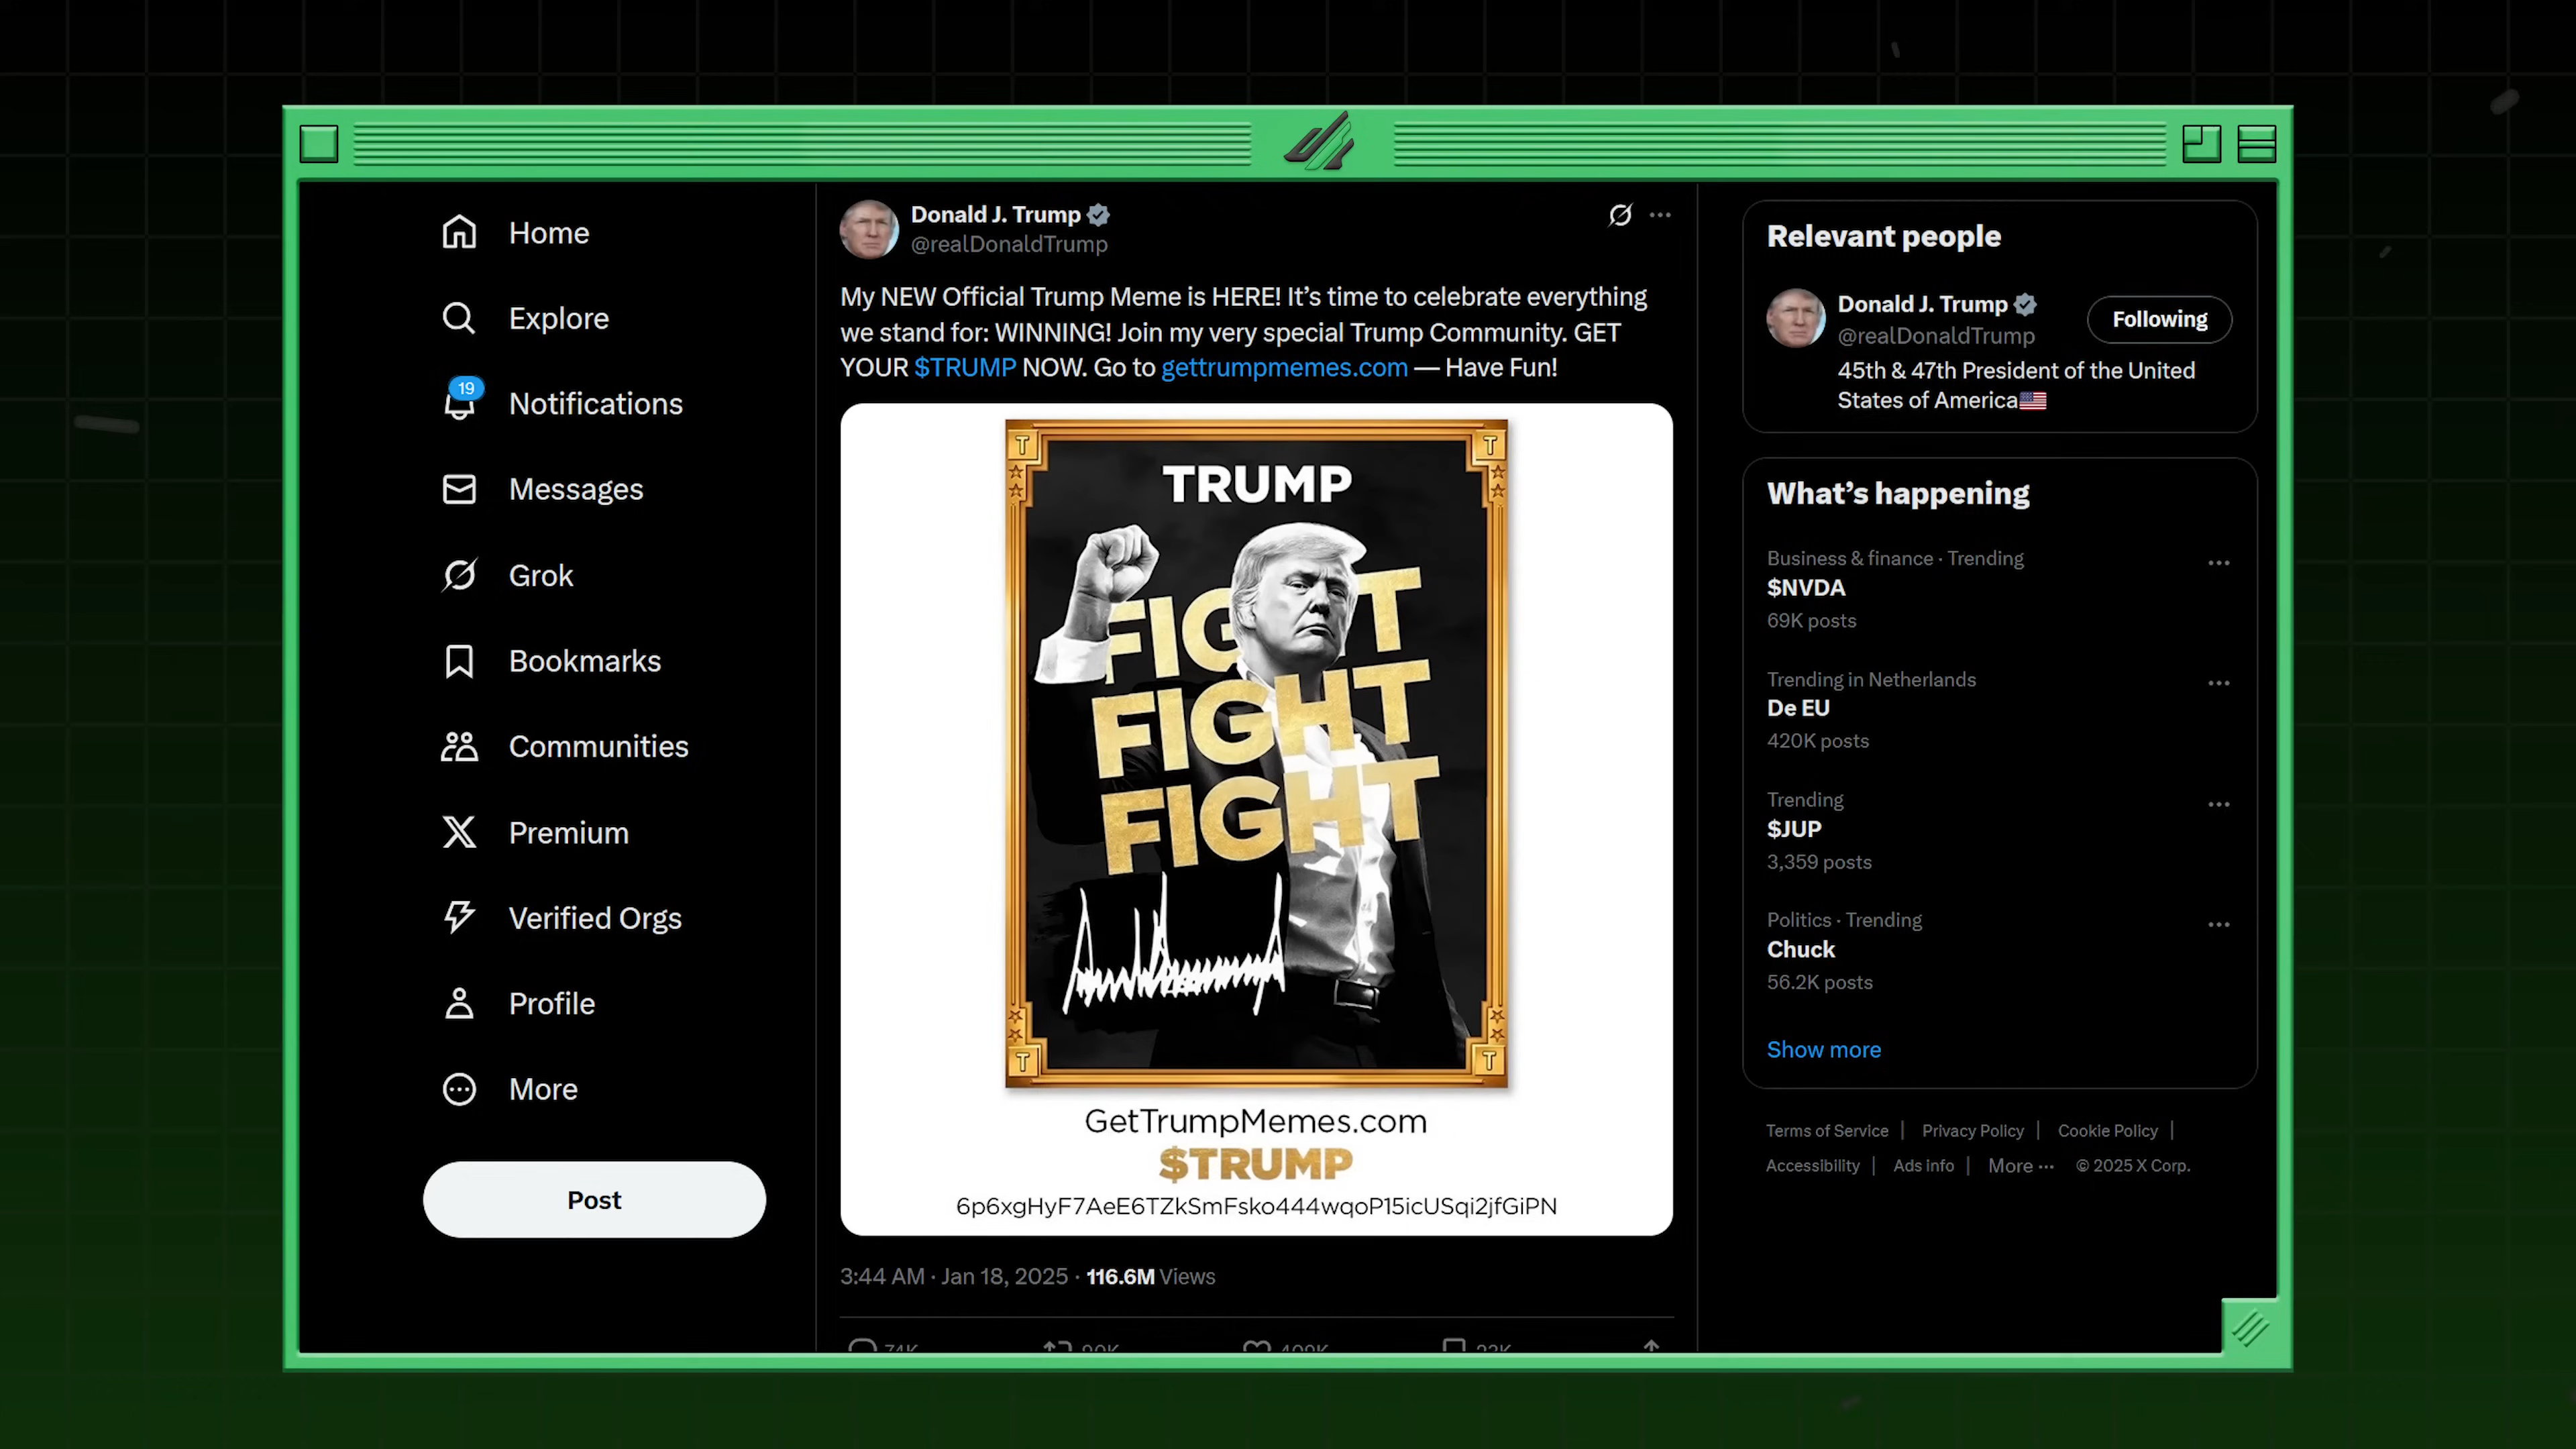 Home
Explore
19
Notifications
Messages
Grok
Bookmarks
Communities
Premium
Verified Orgs
Profile
More
Post
Donald J. Trump
@realDonaldTrump
My NEW Official Trump Meme is HERE! It’s time to celebrate everything
we stand for: WINNING! Join my very special Trump Community. GET
YOUR $TRUMP NOW. Go to gettrumpmemes.com — Have Fun!
T T
TRUMP
FIGHT
FIGHT
FIGHT
T T
GetTrumpMemes.com
$TRUMP
6p6xgHyF7AeE6TZkSmFsko444wqoP15icUSqi2jfGiPN
3:44 AM · Jan 18, 2025 · 116.6M Views
Relevant people
Donald J. Trump
@realDonaldTrump
Following
45th & 47th President of the United
States of America🇺🇸
What’s happening
Business & finance · Trending
$NVDA
69K posts
Trending in Netherlands
De EU
420K posts
Trending
$JUP
3,359 posts
Politics · Trending
Chuck
56.2K posts
Show more
Terms of Service | Privacy Policy | Cookie Policy |
Accessibility | Ads info | More ··· © 2025 X Corp.